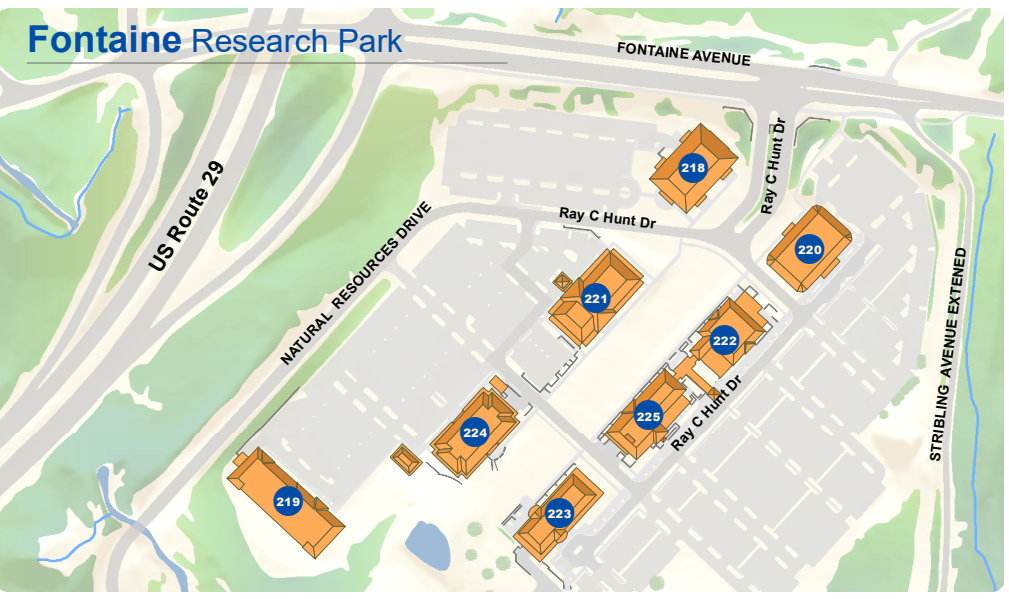 Fontaine Research Park
FONTAINE AVENUE
US Route 29
NATURAL RESOURCES DRIVE
Ray C Hunt Dr
Ray C Hunt Dr
218
220
221
222
225
Ray C Hunt Dr
224
219
223
STRIBLING AVENUE EXTENED